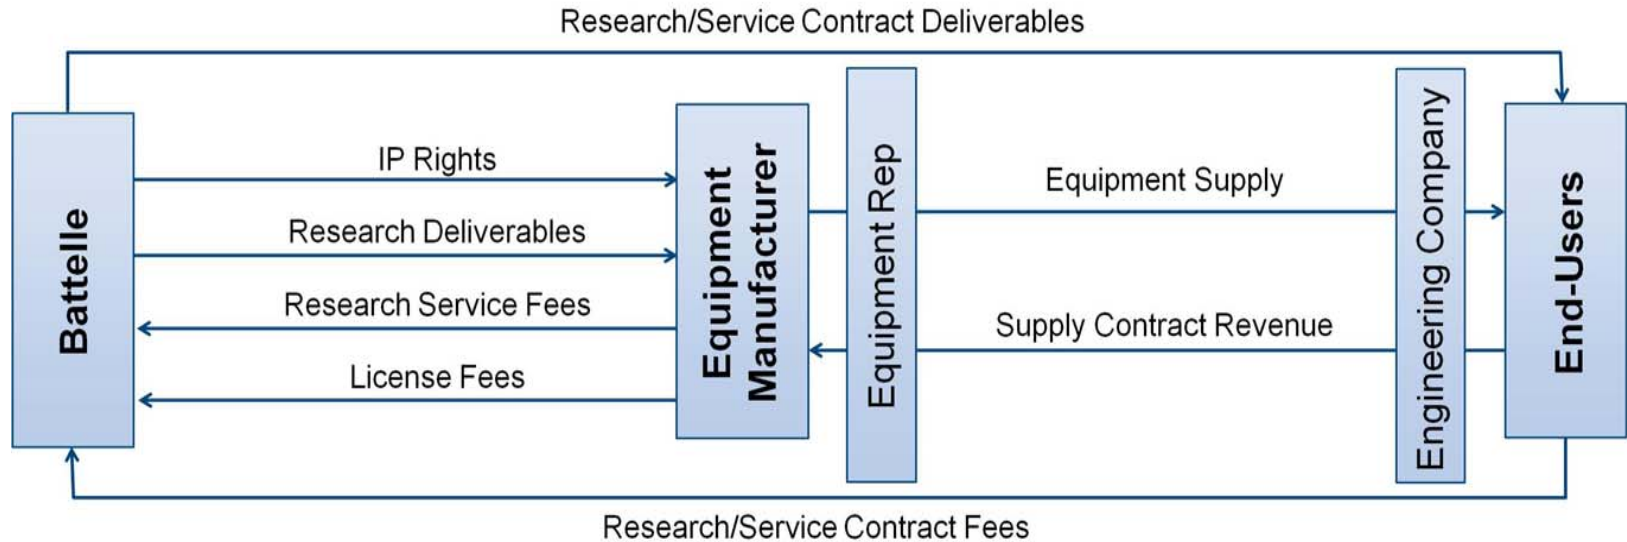 Research/Service Contract Deliverables
Battelle
IP Rights
Research Deliverables
Research Service Fees
License Fees
Equipment
Manufacturer
Equipment Rep
Equipment Supply
Supply Contract Revenue
Engineering Company
End-Users
Research/Service Contract Fees